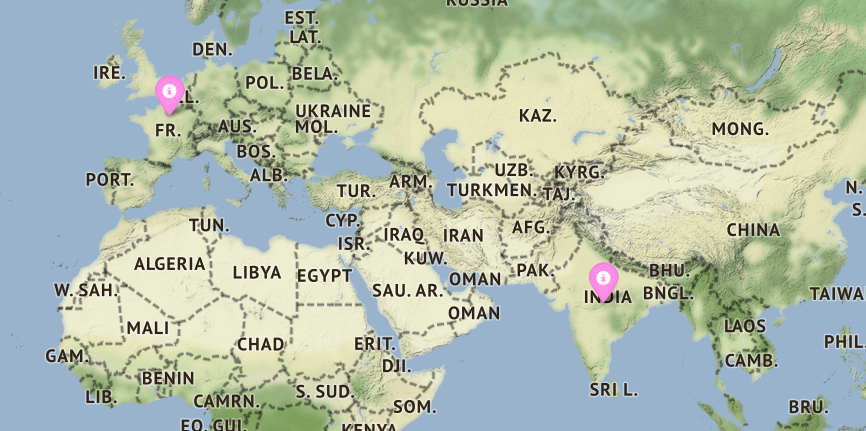 RUSSIA
EST.
LAT.
DEN.
IRE.
BELA.
POL.
L.
UKRAINE
KAZ.
FR.
AUS.
MOL.
MONG.
BOS.
ALB.
UZB.
KYRG.
PORT.
TUR.
ARM.
TURKMEN.
TAJ.
N.
S.
CYP.
TUN.
ISR.
IRAQ
IRAN
AFG.
CHINA
KUW.
ALGERIA
LIBYA
EGYPT
OMAN
PAK.
BHU.
W. SAH.
SAU. AR.
INDIA
BNGL.
TAIWA
OMAN
MALI
LAOS
CHAD
ERIT.
PHIL.
GAM.
DJI.
CAMB.
BENIN
LIB.
CAMRN.
S. SUD.
SOM.
SRI L.
BRU.
EQ. GUI.
KENYA